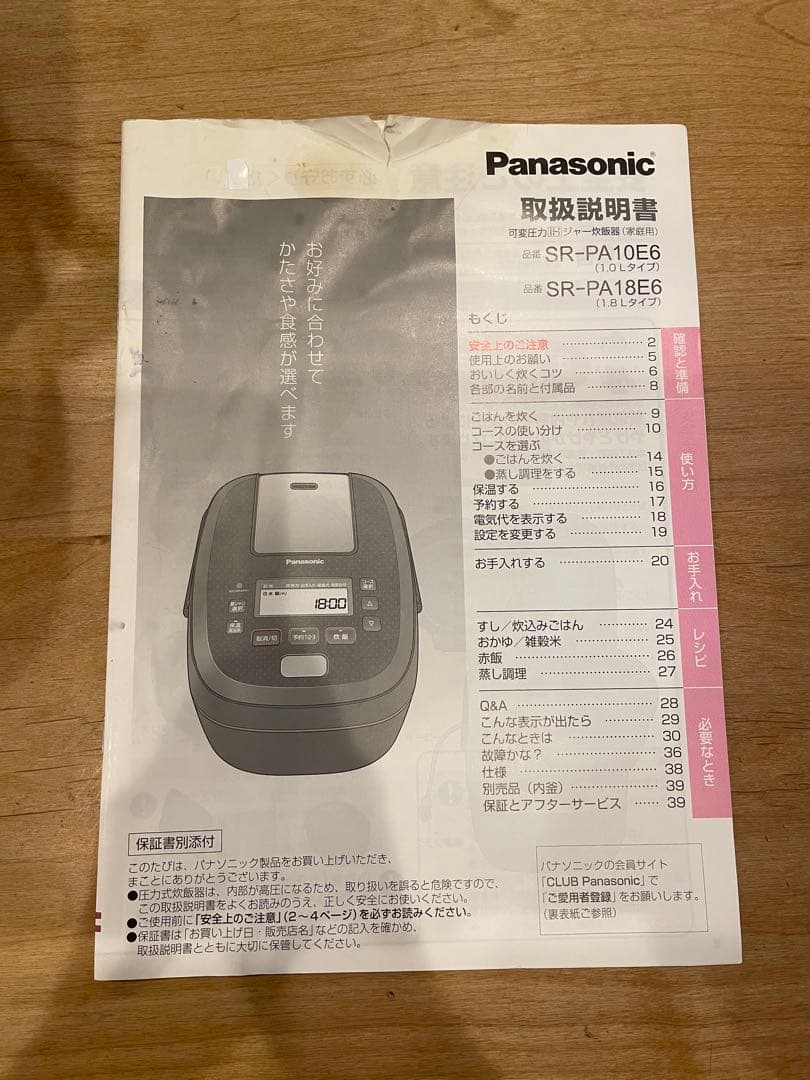 Panasonic
取扱説明書
可変圧力IHジャー炊飯器（家庭用）
品番 SR-PA10E6
（1.0 Lタイプ）
品番 SR-PA18E6
（1.8 Lタイプ）
お好みに合わせて
かたさや食感が選べます
もくじ
確認と準備
安全上のご注意 ………… 2
使用上のお願い ………… 5
おいしく炊くコツ ………… 6
各部の名前と付属品 ………… 8
使い方
ごはんを炊く ………… 9
コースの使い分け ………… 10
コースを選ぶ
●ごはんを炊く ………… 14
●蒸し調理をする ………… 15
保温する ………… 16
予約する ………… 17
電気代を表示する ………… 18
設定を変更する ………… 19
お手入れ
お手入れする ………… 20
レシピ
すし／炊込みごはん ………… 24
おかゆ／雑穀米 ………… 25
赤飯 ………… 26
蒸し調理 ………… 27
必要なとき
Q&A ………… 28
こんな表示が出たら ………… 29
こんなときは ………… 30
故障かな？ ………… 36
仕様 ………… 38
別売品（内釜） ………… 39
保証とアフターサービス …… 39
Panasonic
18:00
コース
選択
保温
取消/切
予約1・2・3
炊飯
保証書別添付
このたびは、パナソニック製品をお買い上げいただき、
まことにありがとうございます。
●圧力式炊飯器は、内部が高圧になるため、取り扱いを誤ると危険ですので、
この取扱説明書をよくお読みのうえ、正しく安全にお使いください。
●ご使用前に「安全上のご注意」（2～4ページ）を必ずお読みください。
●保証書は「お買い上げ日・販売店名」などの記入を確かめ、
取扱説明書とともに大切に保管してください。
パナソニックの会員サイト
「CLUB Panasonic」で
「ご愛用者登録」をお願いします。
（裏表紙ご参照）